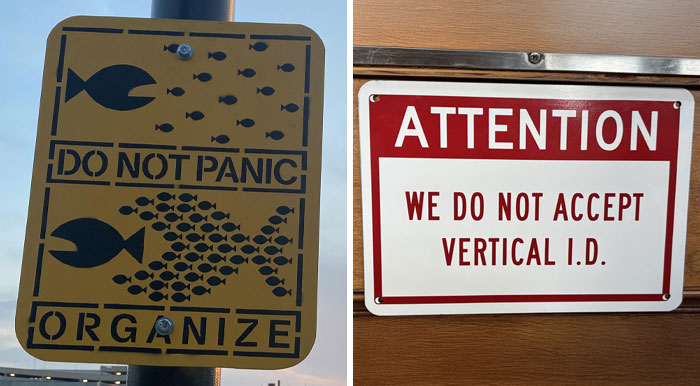 DO NOT PANIC
ORGANIZE
ATTENTION
WE DO NOT ACCEPT
VERTICAL I.D.